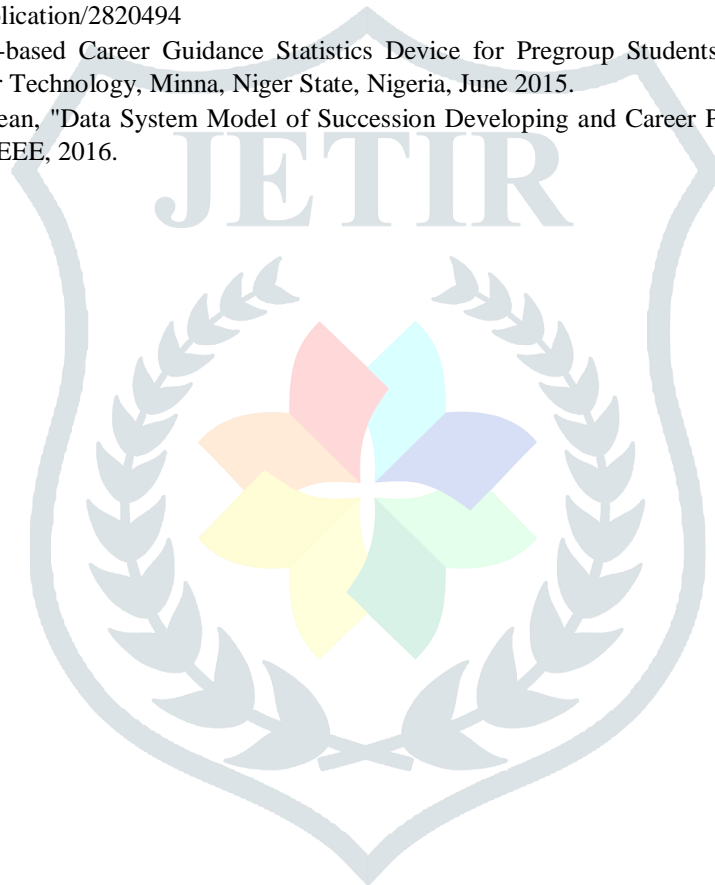 lication/2820494
-based Career Guidance Statistics Device for Pregroup Students
r Technology, Minna, Niger State, Nigeria, June 2015.
ean, "Data System Model of Succession Developing and Career P
EEE, 2016.
JETIR